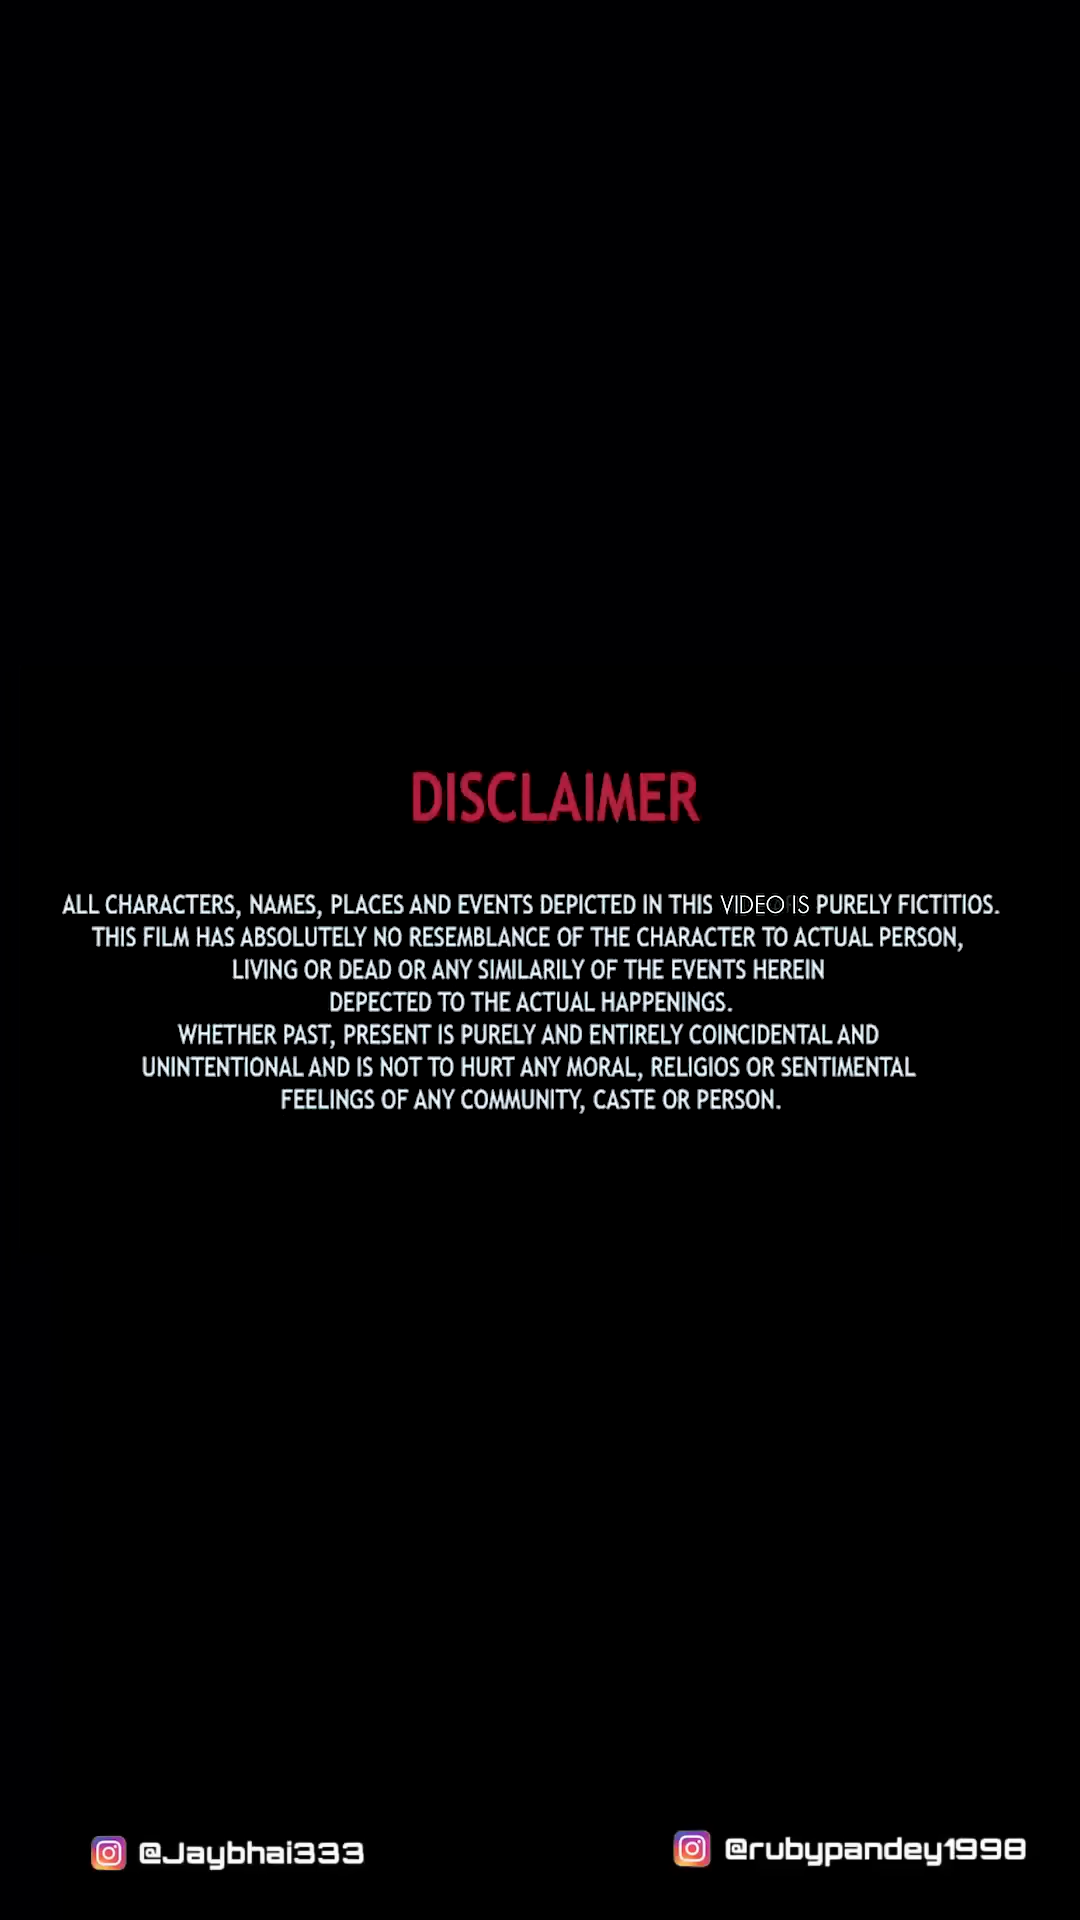 DISCLAIMER
ALL CHARACTERS, NAMES, PLACES AND EVENTS DEPICTED IN THIS VIDEO IS PURELY FICTITIOS.
THIS FILM HAS ABSOLUTELY NO RESEMBLANCE OF THE CHARACTER TO ACTUAL PERSON,
LIVING OR DEAD OR ANY SIMILARILY OF THE EVENTS HEREIN
DEPECTED TO THE ACTUAL HAPPENINGS.
WHETHER PAST, PRESENT IS PURELY AND ENTIRELY COINCIDENTAL AND
UNINTENTIONAL AND IS NOT TO HURT ANY MORAL, RELIGIOS OR SENTIMENTAL
FEELINGS OF ANY COMMUNITY, CASTE OR PERSON.
@Jaybhai333
@rubypandey1998